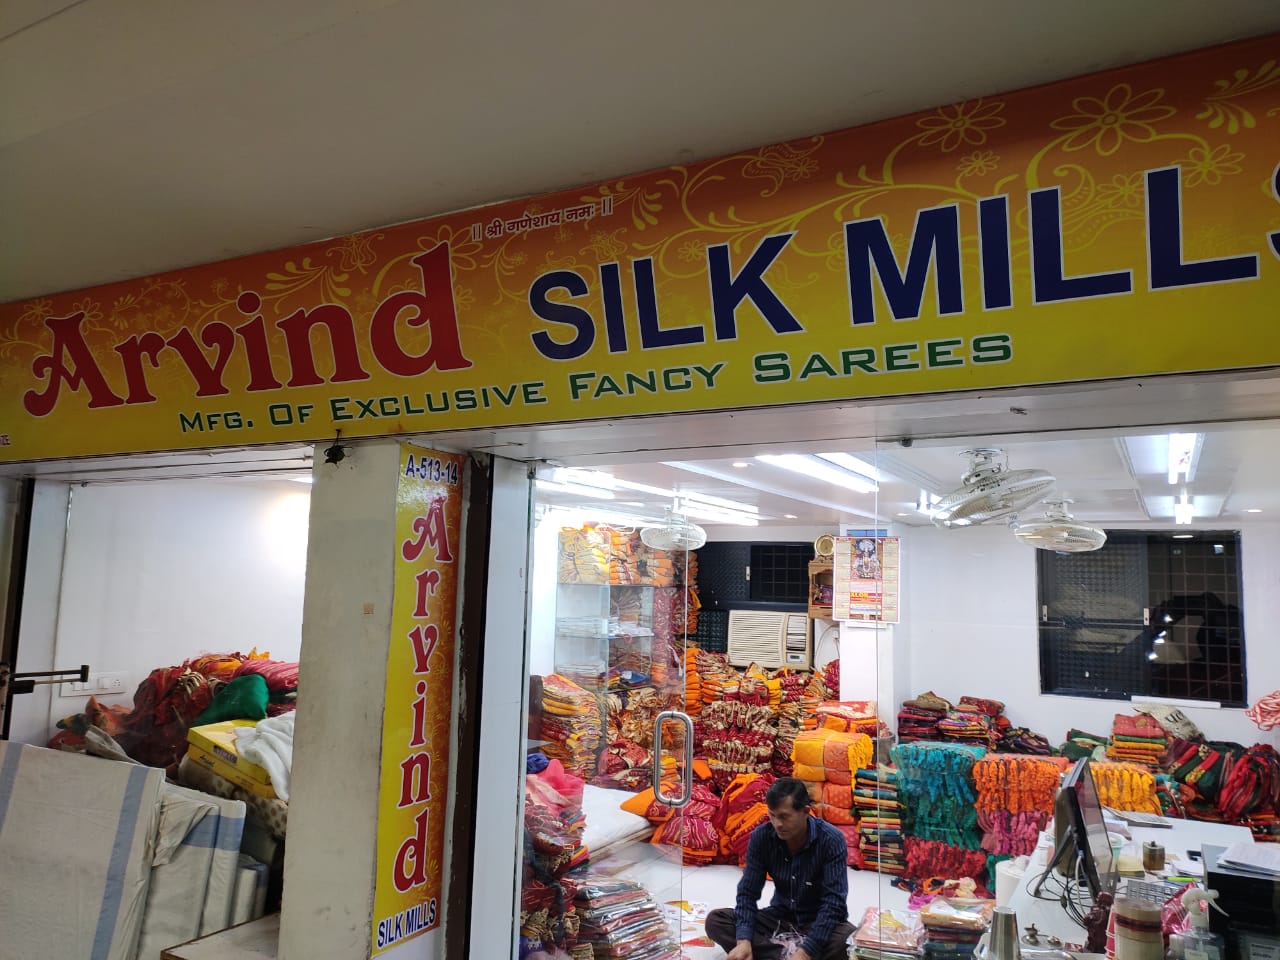 ॥ श्री गणेशाय नमः ॥
Arvind SILK MILLS
MFG. OF EXCLUSIVE FANCY SAREES
A-513-14
Arvind
SILK MILLS